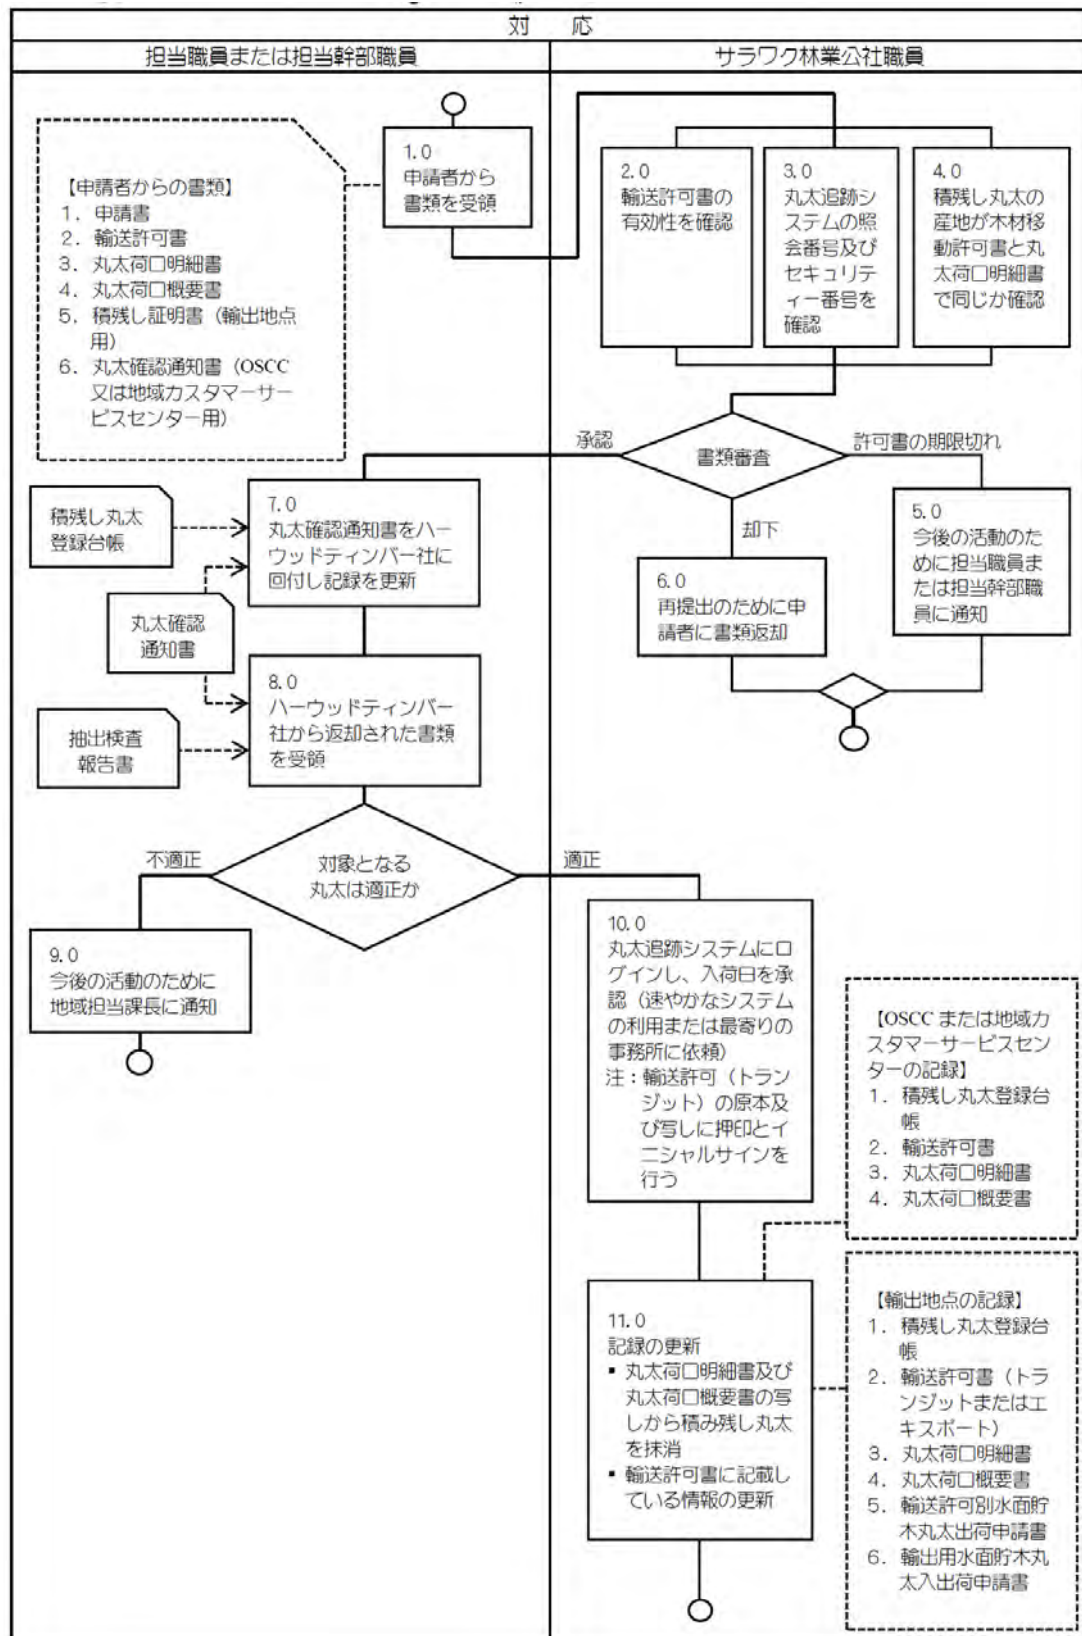 対 応
担当職員または担当幹部職員
サラワク林業公社職員
【申請者からの書類】
1. 申請書
2. 輸送許可書
3. 丸太荷口明細書
4. 丸太荷口概要書
5. 積残し証明書（輸出地点
用）
6. 丸太確認通知書（OSCC
又は地域カスタマーサー
ビスセンター用）
1.0
申請者から
書類を受領
2.0
輸送許可書の
有効性を確認
3.0
丸太追跡シ
ステムの照
会番号及び
セキュリテ
ィー番号を
確認
4.0
積残し丸太の
産地が木材移
動許可書と丸
太荷口明細書
で同じか確認
書類審査
承認
許可書の期限切れ
却下
5.0
今後の活動のた
めに担当職員ま
たは担当幹部職
員に通知
6.0
再提出のために申
請者に書類返却
積残し丸太
登録台帳
7.0
丸太確認通知書をハー
ウッドティンバー社に
回付し記録を更新
丸太確認
通知書
8.0
ハーウッドティンバー
社から返却された書類
を受領
抽出検査
報告書
対象となる
丸太は適正か
不適正
適正
9.0
今後の活動のために
地域担当課長に通知
10.0
丸太追跡システムにロ
グインし、入荷日を承
認（速やかなシステム
の利用または最寄りの
事務所に依頼）
注：輸送許可（トラン
ジット）の原本及
び写しに押印とイ
ニシャルサインを
行う
【OSCC または地域カ
スタマーサービスセン
ターの記録】
1. 積残し丸太登録台
帳
2. 輸送許可書
3. 丸太荷口明細書
4. 丸太荷口概要書
11.0
記録の更新
▪ 丸太荷口明細書及び
丸太荷口概要書の写
しから積み残し丸太
を抹消
▪ 輸送許可書に記載し
ている情報の更新
【輸出地点の記録】
1. 積残し丸太登録台
帳
2. 輸送許可書（トラ
ンジットまたはエ
キスポート）
3. 丸太荷口明細書
4. 丸太荷口概要書
5. 輸送許可別水面貯
木丸太出荷申請書
6. 輸出用水面貯木丸
太入出荷申請書